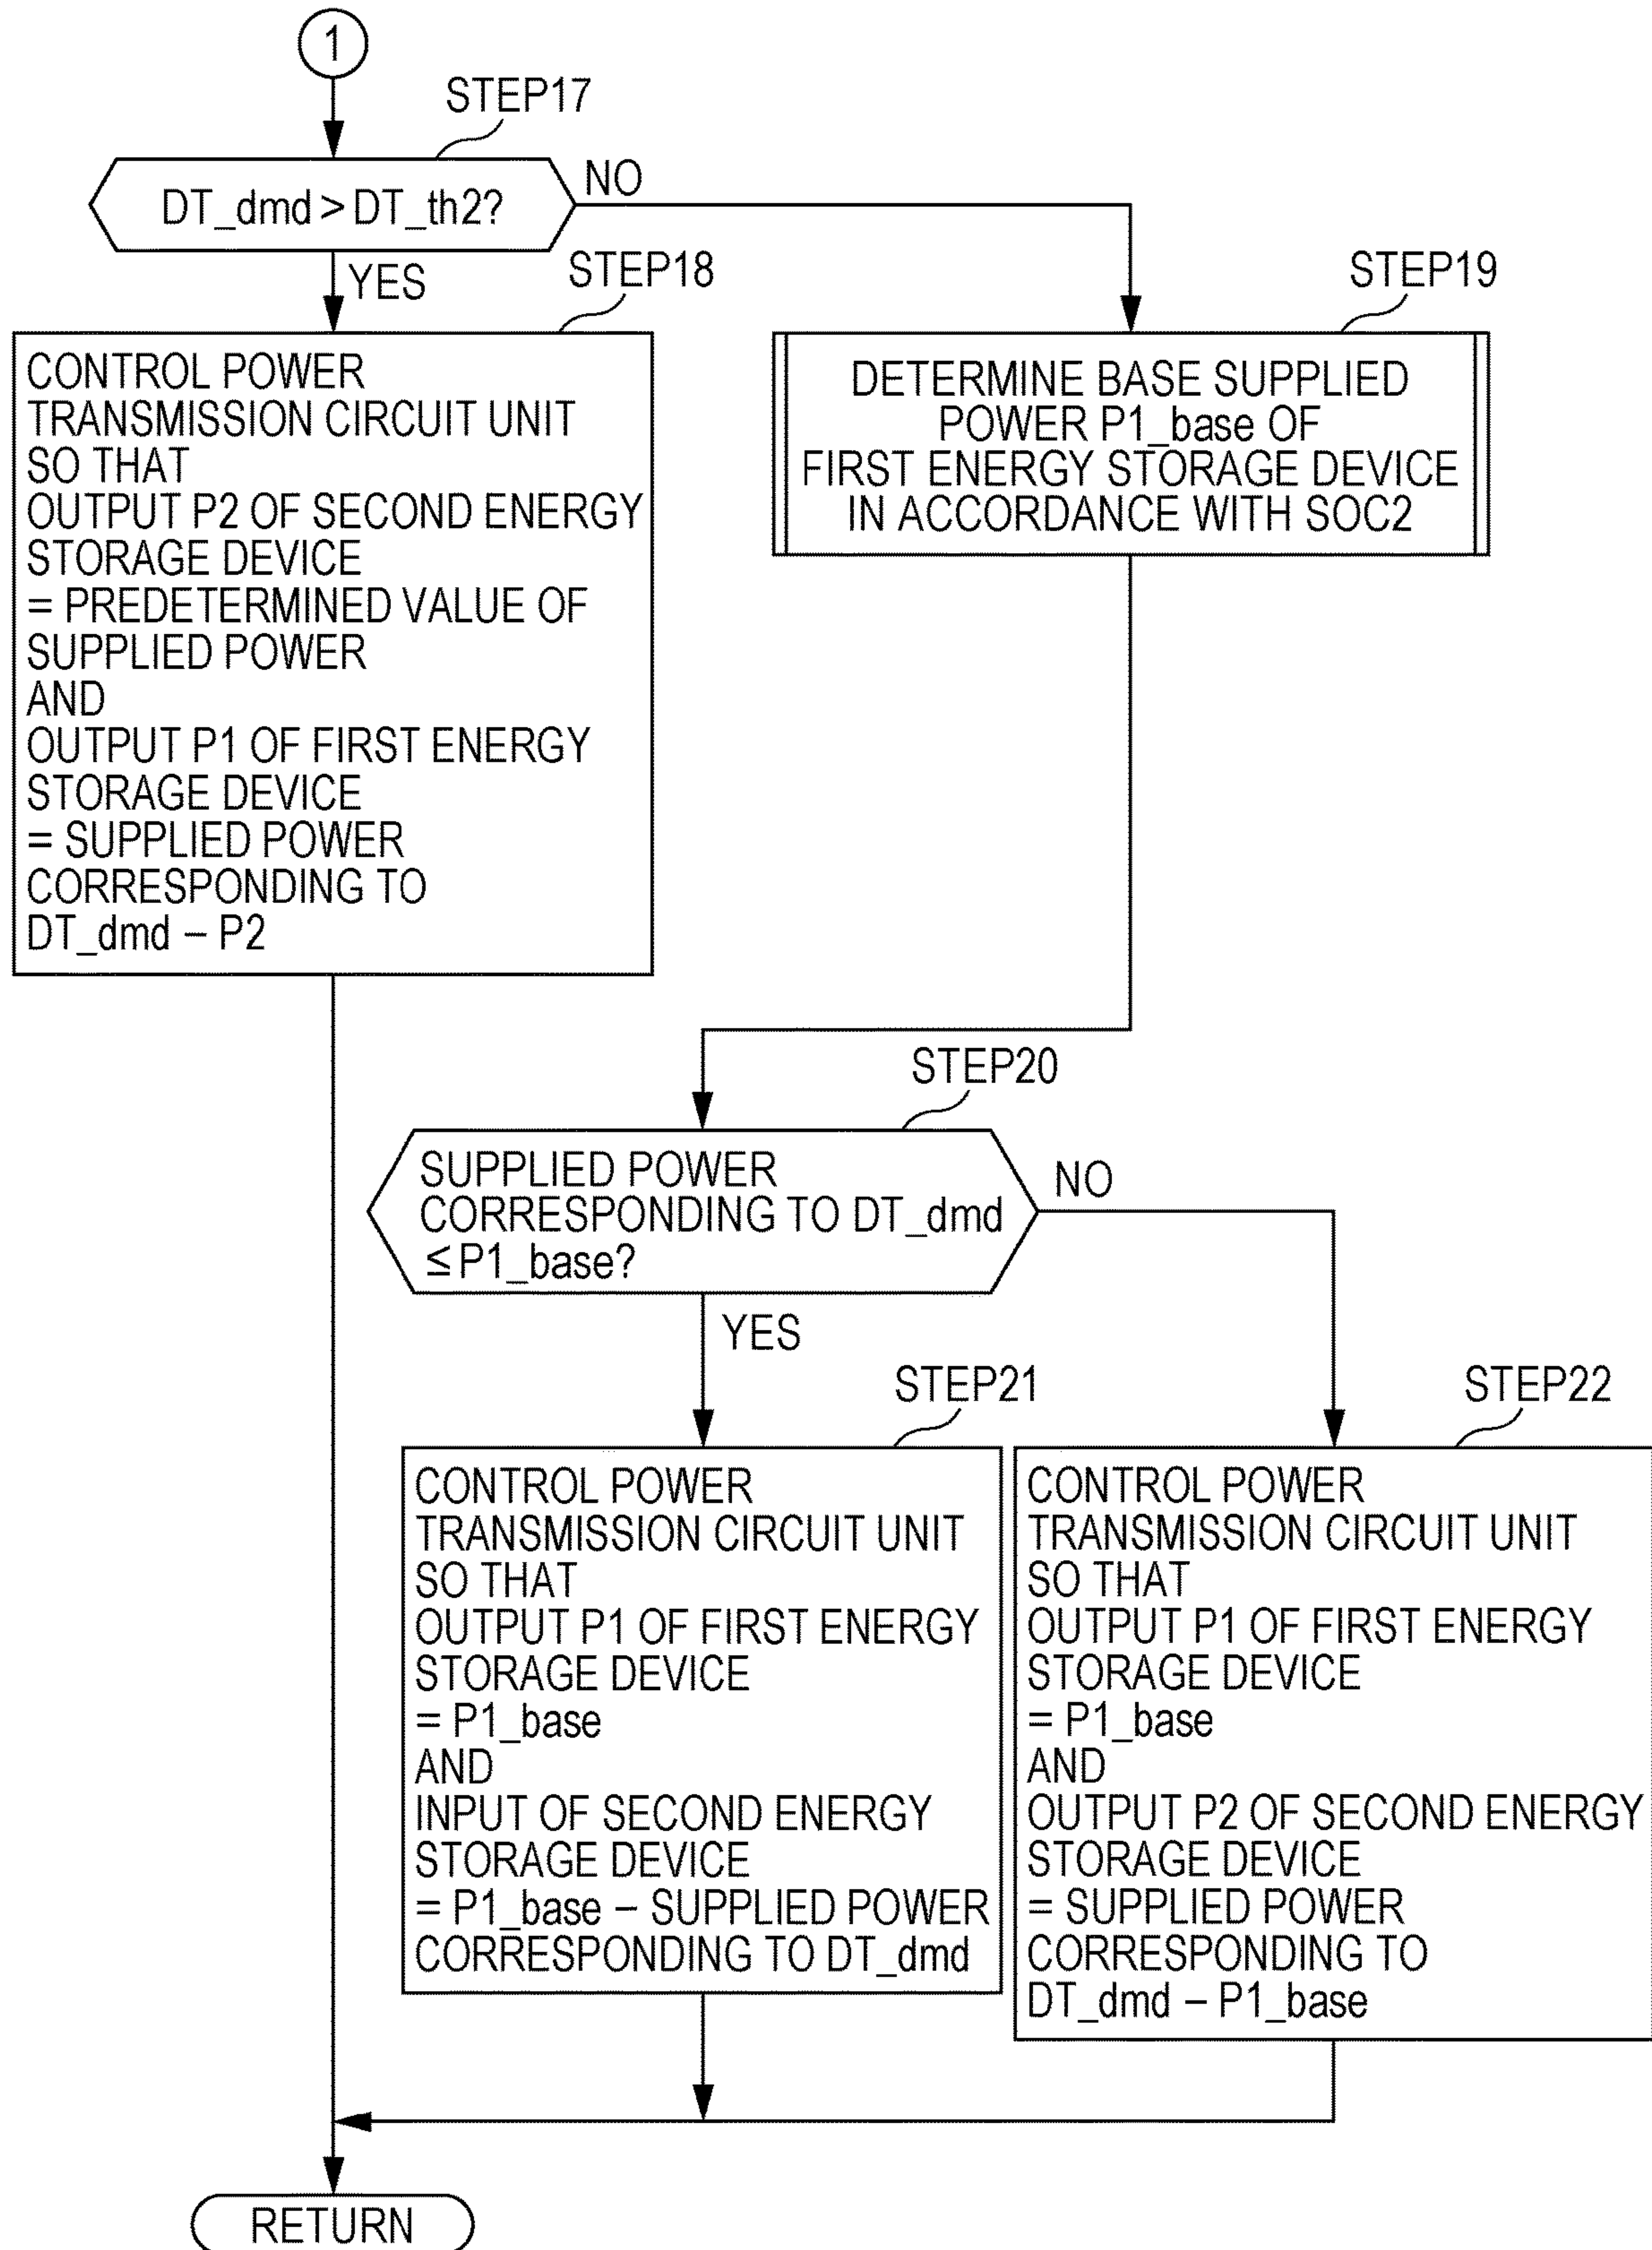 1
STEP17
DT_dmd > DT_th2?
NO
YES
STEP18
CONTROL POWER
TRANSMISSION CIRCUIT UNIT
SO THAT
OUTPUT P2 OF SECOND ENERGY
STORAGE DEVICE
= PREDETERMINED VALUE OF
SUPPLIED POWER
AND
OUTPUT P1 OF FIRST ENERGY
STORAGE DEVICE
= SUPPLIED POWER
CORRESPONDING TO
DT_dmd – P2
STEP19
DETERMINE BASE SUPPLIED
POWER P1_base OF
FIRST ENERGY STORAGE DEVICE
IN ACCORDANCE WITH SOC2
STEP20
SUPPLIED POWER
CORRESPONDING TO DT_dmd
≤ P1_base?
NO
YES
STEP21
CONTROL POWER
TRANSMISSION CIRCUIT UNIT
SO THAT
OUTPUT P1 OF FIRST ENERGY
STORAGE DEVICE
= P1_base
AND
INPUT OF SECOND ENERGY
STORAGE DEVICE
= P1_base – SUPPLIED POWER
CORRESPONDING TO DT_dmd
STEP22
CONTROL POWER
TRANSMISSION CIRCUIT UNIT
SO THAT
OUTPUT P1 OF FIRST ENERGY
STORAGE DEVICE
= P1_base
AND
OUTPUT P2 OF SECOND ENERGY
STORAGE DEVICE
= SUPPLIED POWER
CORRESPONDING TO
DT_dmd – P1_base
RETURN